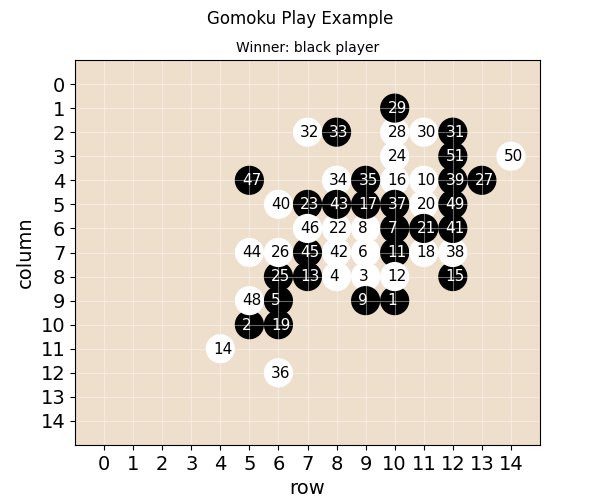 Gomoku Play Example
Winner: black player
0
1 29
2 32 33 28 30 31
3 24 51 50
4 47 34 35 16 10 39 27
5 40 23 43 17 37 20 49
6 46 22 8 7 21 41
7 44 26 45 42 6 11 18 38
8 25 13 4 3 12 15
9 48 5 9 1
10 2 19
11 14
12 36
13
14
column
0 1 2 3 4 5 6 7 8 9 10 11 12 13 14
row